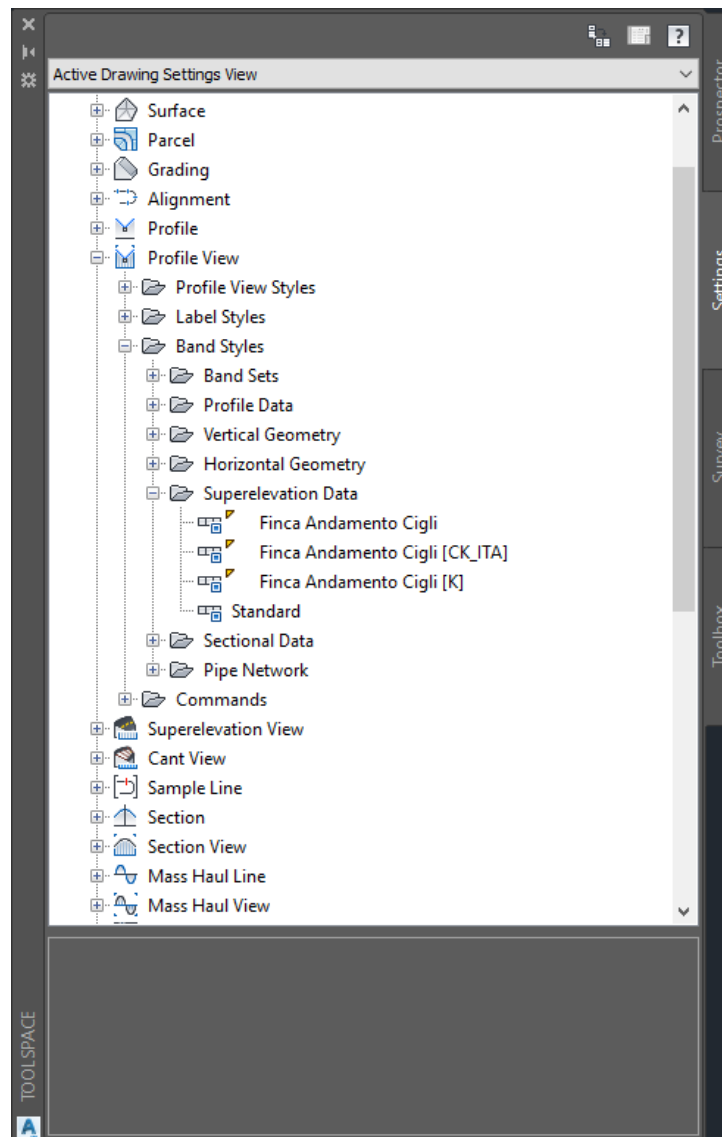 Active Drawing Settings View
Surface
Parcel
Grading
Alignment
Profile
Profile View
Profile View Styles
Label Styles
Band Styles
Band Sets
Profile Data
Vertical Geometry
Horizontal Geometry
Superelevation Data
Finca Andamento Cigli
Finca Andamento Cigli [CK_ITA]
Finca Andamento Cigli [K]
Standard
Sectional Data
Pipe Network
Commands
Superelevation View
Cant View
Sample Line
Section
Section View
Mass Haul Line
Mass Haul View
Prospector
Settings
Survey
Toolbox
TOOLSPACE